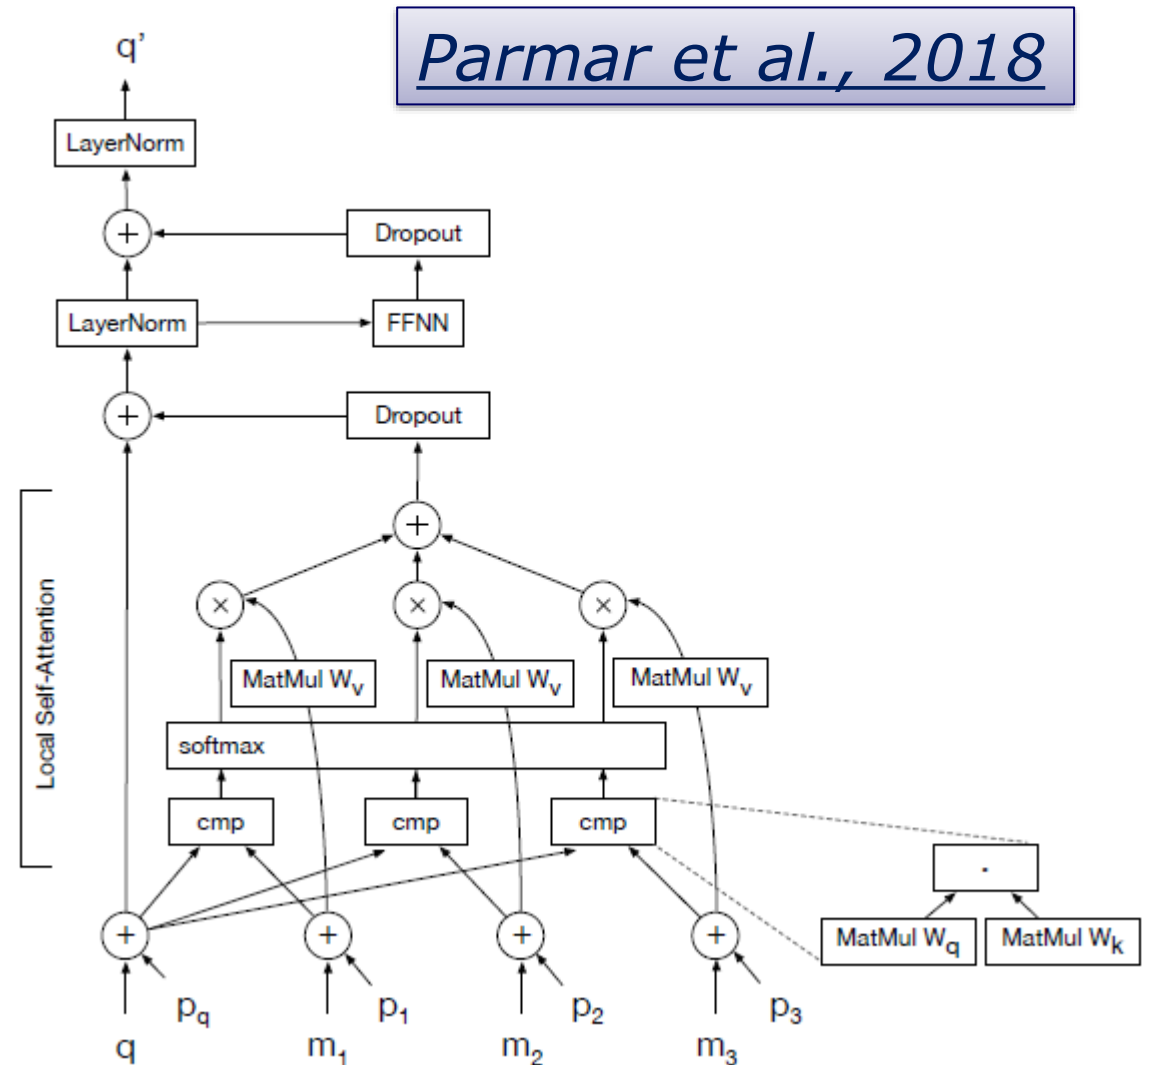 Parmar et al., 2018
q’
LayerNorm
+
Dropout
LayerNorm
FFNN
+
Dropout
Local Self-Attention
+
× × ×
MatMul Wv MatMul Wv MatMul Wv
softmax
cmp cmp cmp
.
MatMul Wq MatMul Wk
+ + + +
pq p1 p2 p3
q m1 m2 m3